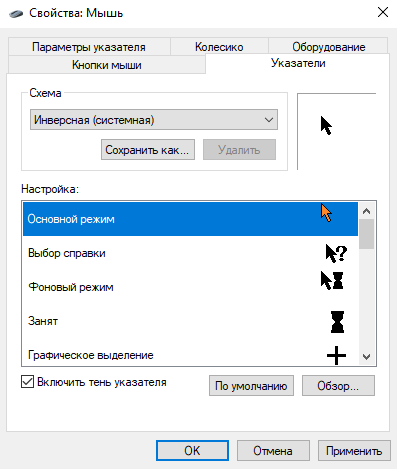 Свойства: Мышь
Параметры указателя Колесико Оборудование
Кнопки мыши Указатели
Схема
Инверсная (системная)
Сохранить как... Удалить
Настройка:
Основной режим
Выбор справки
Фоновый режим
Занят
Графическое выделение
Включить тень указателя По умолчанию Обзор...
OK Отмена Применить